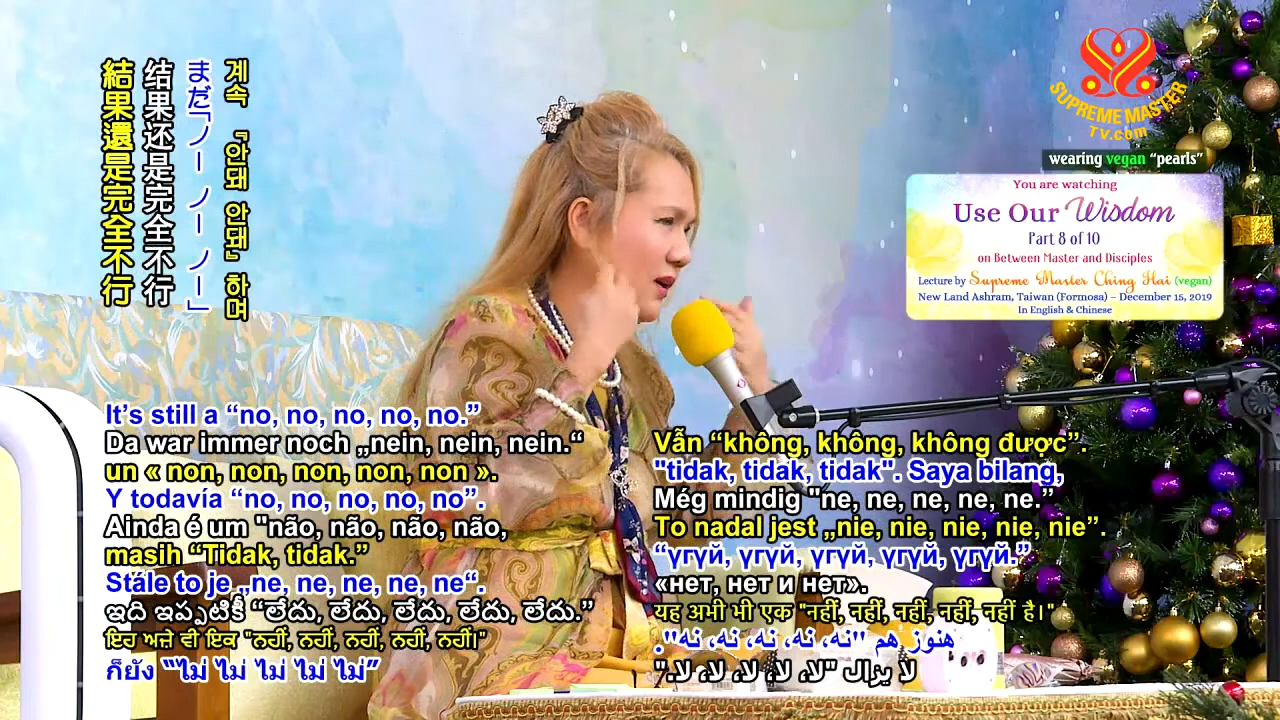 結果還是完全不行
结果还是完全不行
まだ「ノー ノー ノー」
계속 『안돼 안돼』 하며
SUPREME MASTER
TV.com
wearing vegan “pearls”
You are watching
Use Our Wisdom
Part 8 of 10
on Between Master and Disciples
Lecture by Supreme Master Ching Hai (vegan)
New Land Ashram, Taiwan (Formosa) – December 15, 2019
In English & Chinese
It’s still a “no, no, no, no, no.”
Da war immer noch „nein, nein, nein.“
un « non, non, non, non, non ».
Y todavía “no, no, no, no, no”.
Ainda é um "não, não, não, não,
masih “Tidak, tidak.”
Stále to je „ne, ne, ne, ne, ne“.
ఇది ఇప్పటికీ “లేదు, లేదు, లేదు, లేదు, లేదు.”
ਇਹ ਅਜੇ ਵੀ ਇਕ "ਨਹੀਂ, ਨਹੀਂ, ਨਹੀਂ, ਨਹੀਂ, ਨਹੀਂ।"
ก็ยัง “ไม่ ไม่ ไม่ ไม่ ไม่”
Vẫn “không, không, không được”.
"tidak, tidak, tidak". Saya bilang,
Még mindig "ne, ne, ne, ne, ne.”
To nadal jest „nie, nie, nie, nie, nie”.
“үгүй, үгүй, үгүй, үгүй, үгүй.”
«нет, нет и нет».
यह अभी भी एक "नहीं, नहीं, नहीं, नहीं, नहीं है।"
هنوز هم "نه، نه، نه، نه، نه".
لا يزال "لا، لا، لا، لا، لا."